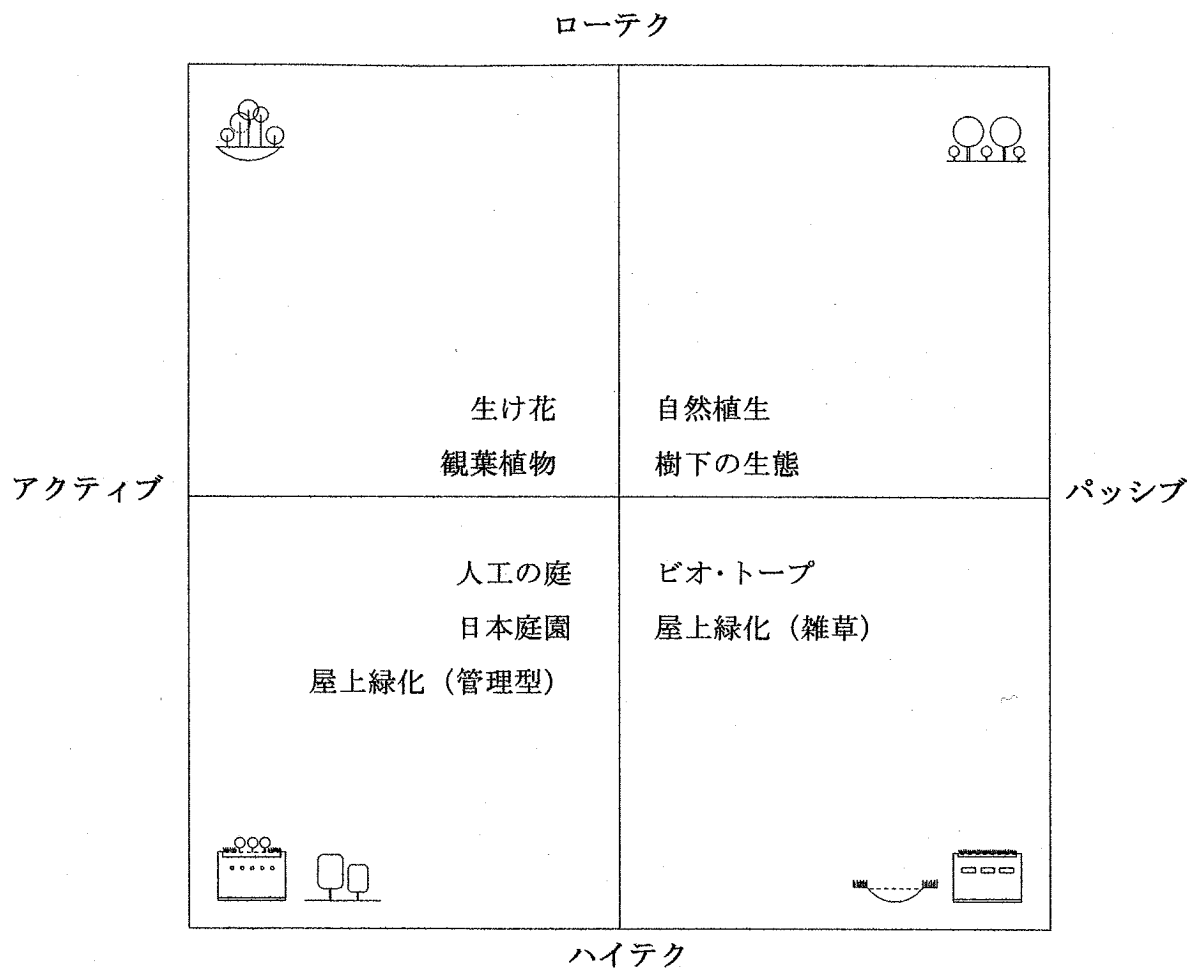 ローテク
生け花
観葉植物
自然植生
樹下の生態
アクティブ
パッシブ
人工の庭
日本庭園
屋上緑化（管理型）
ビオ・トープ
屋上緑化（雑草）
ハイテク